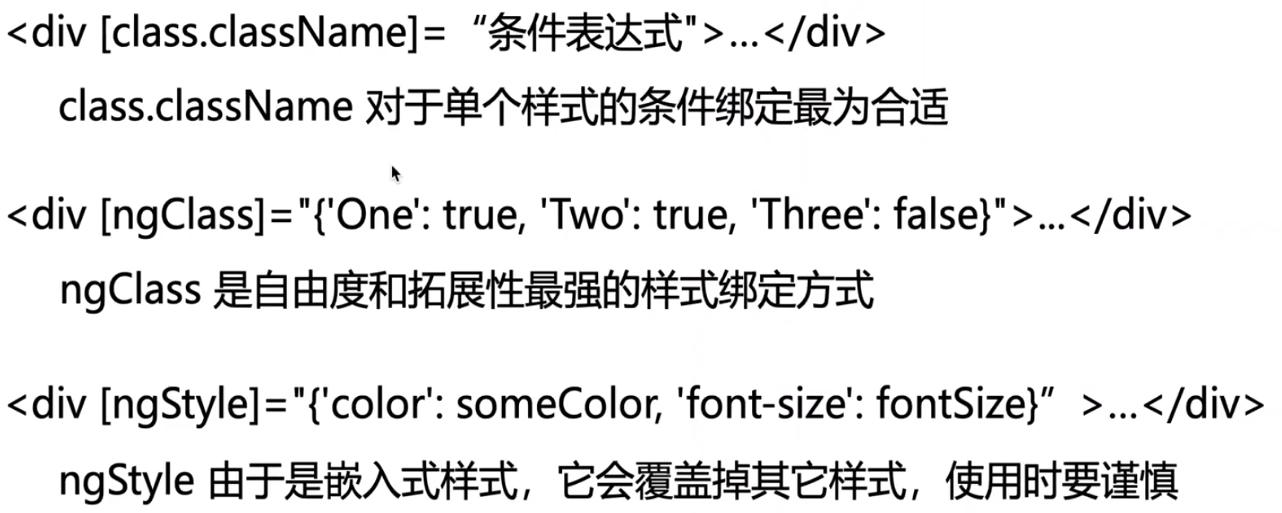 <div [class.className]= “条件表达式">...</div>
class.className 对于单个样式的条件绑定最为合适
<div [ngClass]="{'One': true, 'Two': true, 'Three': false}">...</div>
ngClass 是自由度和拓展性最强的样式绑定方式
<div [ngStyle]="{'color': someColor, 'font-size': fontSize}” >...</div>
ngStyle 由于是嵌入式样式，它会覆盖掉其它样式，使用时要谨慎